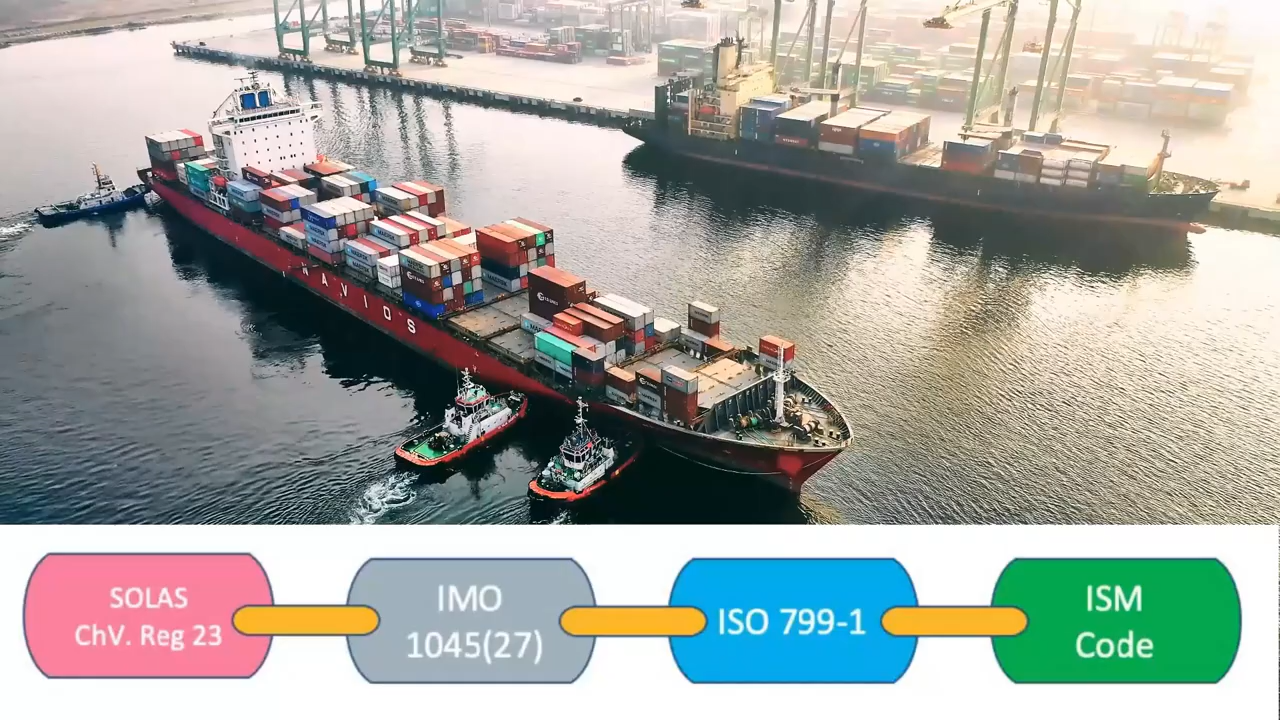 NAVIOS
SOLAS
ChV. Reg 23
IMO
1045(27)
ISO 799-1
ISM
Code